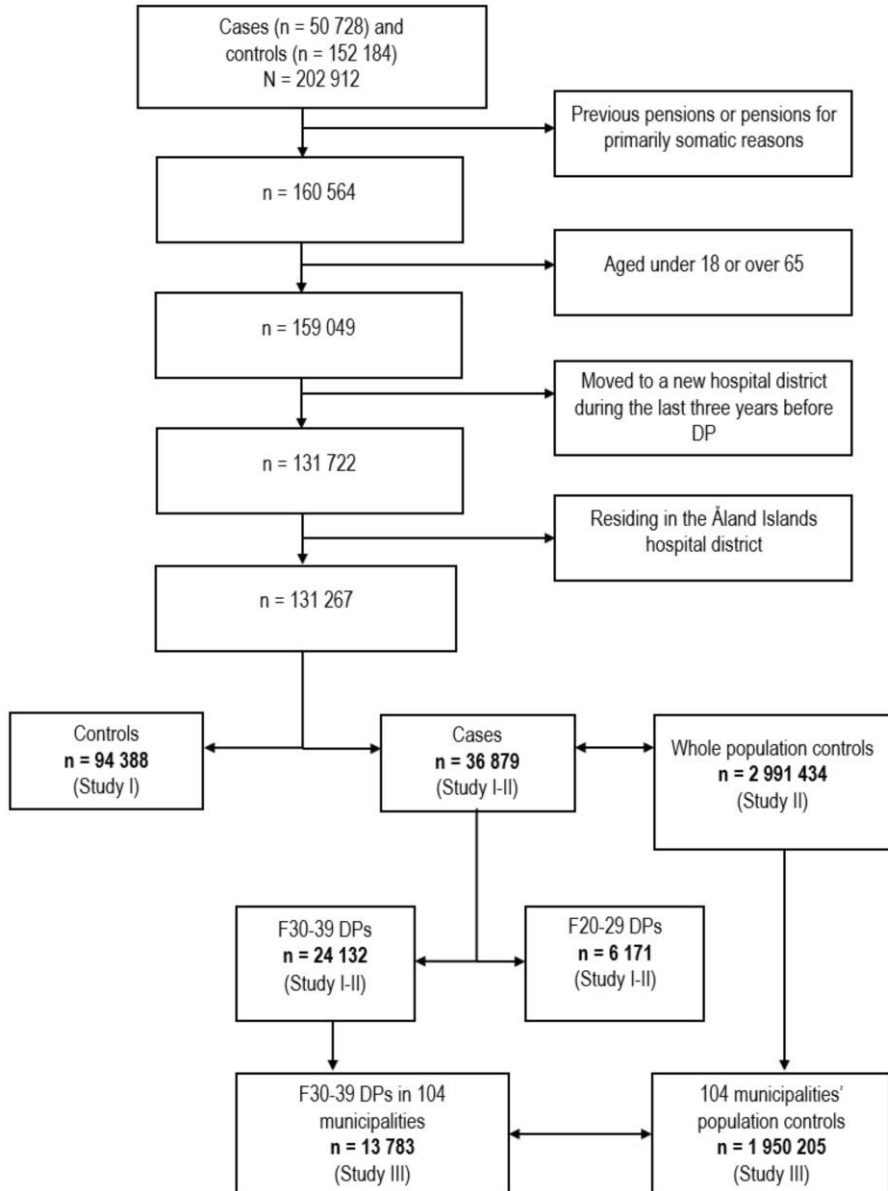 Cases (n = 50 728) and
controls (n = 152 184)
N = 202 912
Previous pensions or pensions for
primarily somatic reasons
n = 160 564
Aged under 18 or over 65
n = 159 049
Moved to a new hospital district
during the last three years before
DP
n = 131 722
Residing in the Åland Islands
hospital district
n = 131 267
Controls
n = 94 388
(Study I)
Cases
n = 36 879
(Study I-II)
Whole population controls
n = 2 991 434
(Study II)
F30-39 DPs
n = 24 132
(Study I-II)
F20-29 DPs
n = 6 171
(Study I-II)
F30-39 DPs in 104
municipalities
n = 13 783
(Study III)
104 municipalities'
population controls
n = 1 950 205
(Study III)